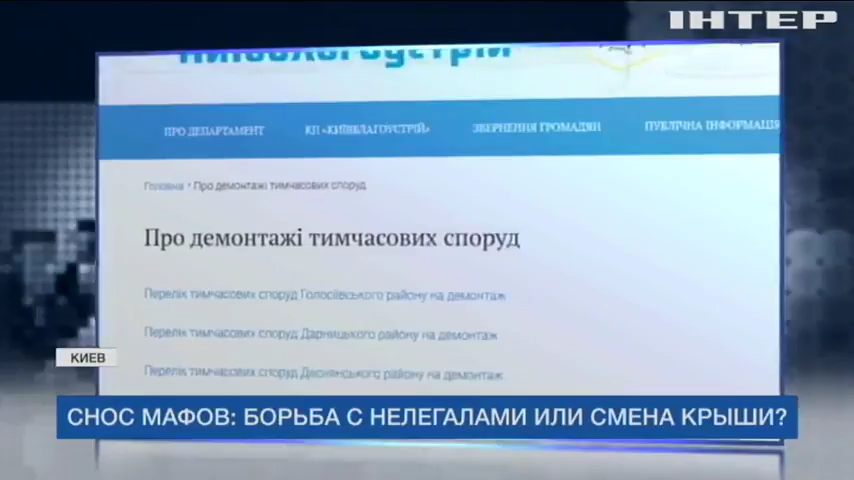 ІНТЕР
ПРО ДЕПАРТАМЕНТ КП «КИЇВБЛАГОУСТРІЙ» ЗВЕРНЕННЯ ГРОМАДЯН ПУБЛІЧНА ІНФОРМАЦІЯ
Головна • Про демонтажі тимчасових споруд
Про демонтажі тимчасових споруд
Перелік тимчасових споруд Голосіївського району на демонтаж
Перелік тимчасових споруд Дарницького району на демонтаж
Перелік тимчасових споруд Деснянського району на демонтаж
КИЕВ
СНОС МАФОВ: БОРЬБА С НЕЛЕГАЛАМИ ИЛИ СМЕНА КРЫШИ?